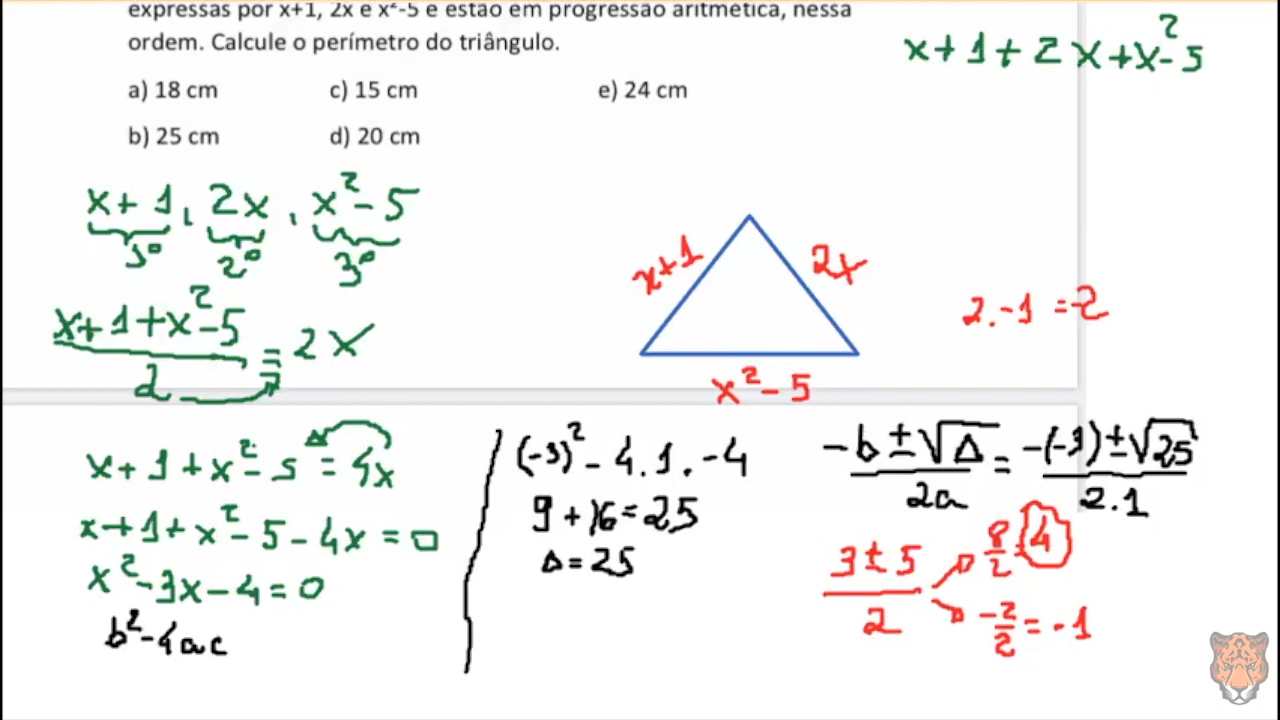 expressas por x+1, 2x e x²-5 e estão em progressão aritmética, nessa
ordem. Calcule o perímetro do triângulo.
x+1+2x+x²-5
a) 18 cm c) 15 cm e) 24 cm
b) 25 cm d) 20 cm
x+1, 2x, x²-5
1º 2º 3º
x+1+x²-5/2 = 2x
x+1
2x
x²-5
2.-1=-2
x+1+x²-5=4x
x+1+x²-5-4x=0
x²-3x-4=0
b²-4ac
(-3)²-4.1.-4
9+16=25
Δ=25
-b±√Δ/2a = -(-3)±√25/2.1
3±5/2
8/2=4
-2/2=-1